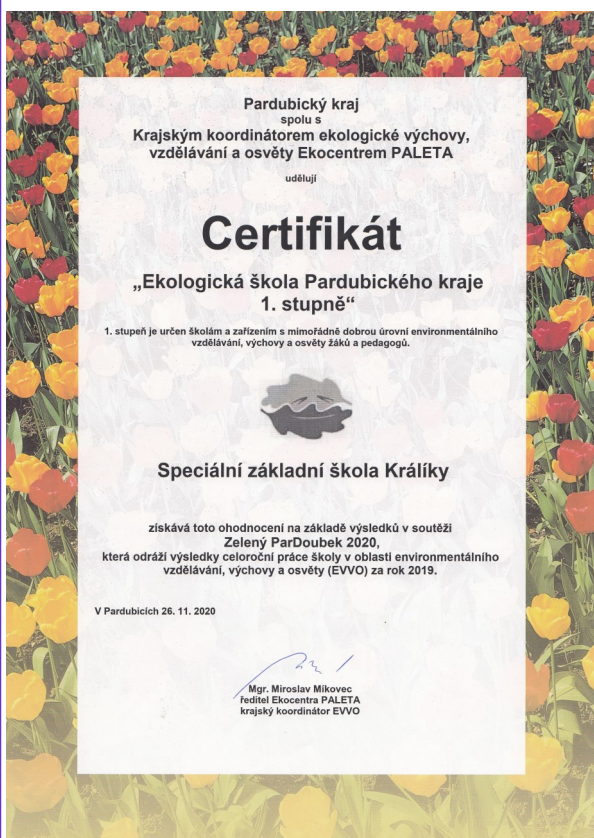 Pardubický kraj
spolu s
Krajským koordinátorem ekologické výchovy,
vzdělávání a osvěty Ekocentrem PALETA
udělují
Certifikát
„Ekologická škola Pardubického kraje
1. stupně“
1. stupeň je určen školám a zařízením s mimořádně dobrou úrovní environmentálního
vzdělávání, výchovy a osvěty žáků a pedagogů.
Speciální základní škola Králíky
získává toto ohodnocení na základě výsledků v soutěži
Zelený ParDoubek 2020,
která odráží výsledky celoroční práce školy v oblasti environmentálního
vzdělávání, výchovy a osvěty (EVVO) za rok 2019.
V Pardubicích 26. 11. 2020
Mgr. Miroslav Míkovec
ředitel Ekocentra PALETA
krajský koordinátor EVVO